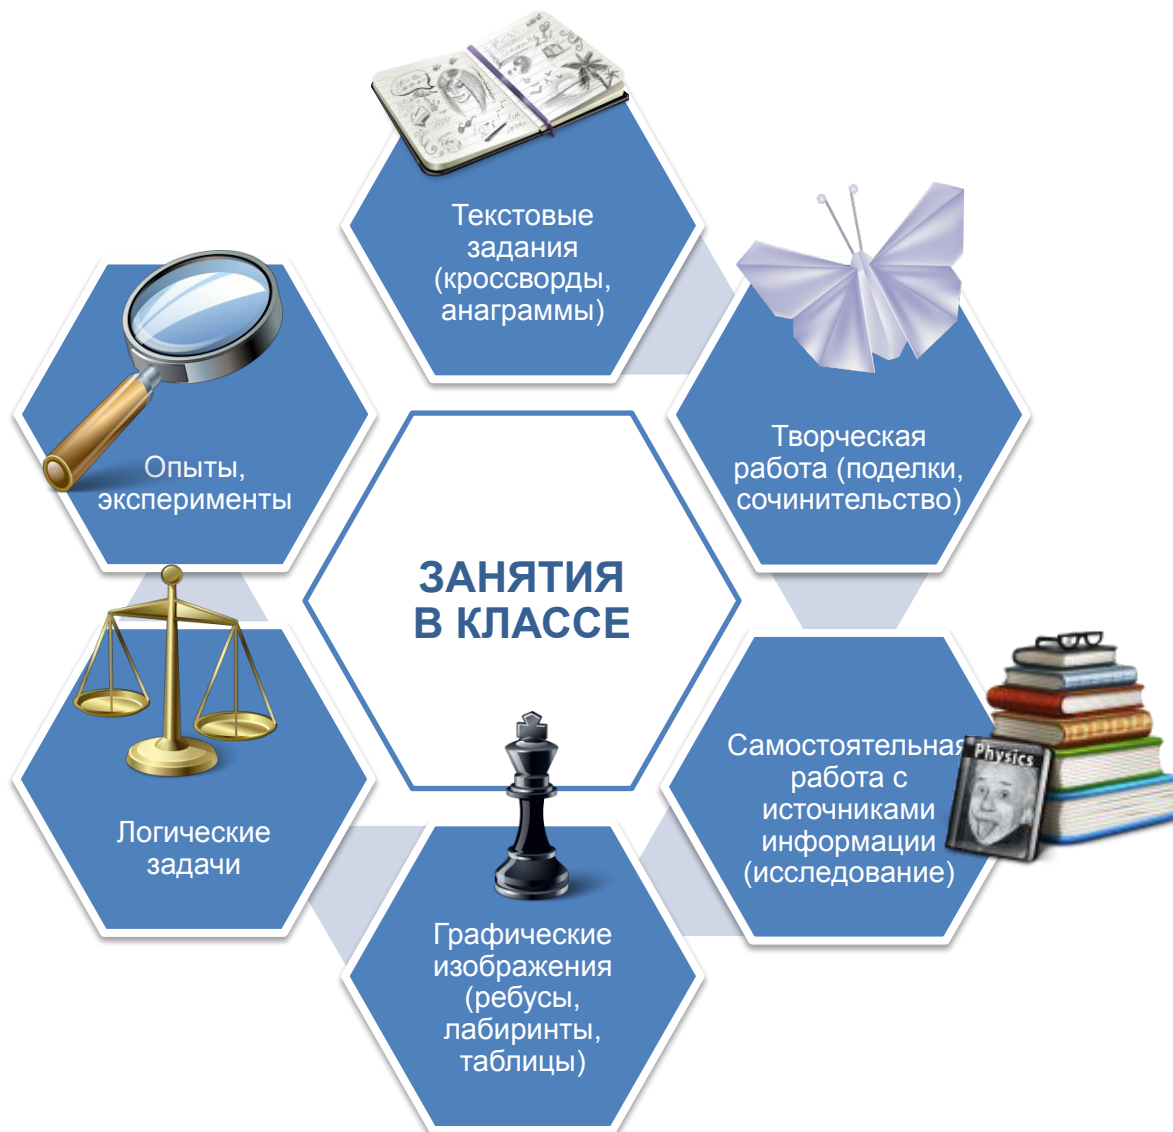 Текстовые
задания
(кроссворды,
анаграммы)
Творческая
работа (поделки,
сочинительство)
Опыты,
эксперименты
ЗАНЯТИЯ
В КЛАССЕ
Самостоятельная
работа с
источниками
информации
(исследование)
Physics
Логические
задачи
Графические
изображения
(ребусы,
лабиринты,
таблицы)